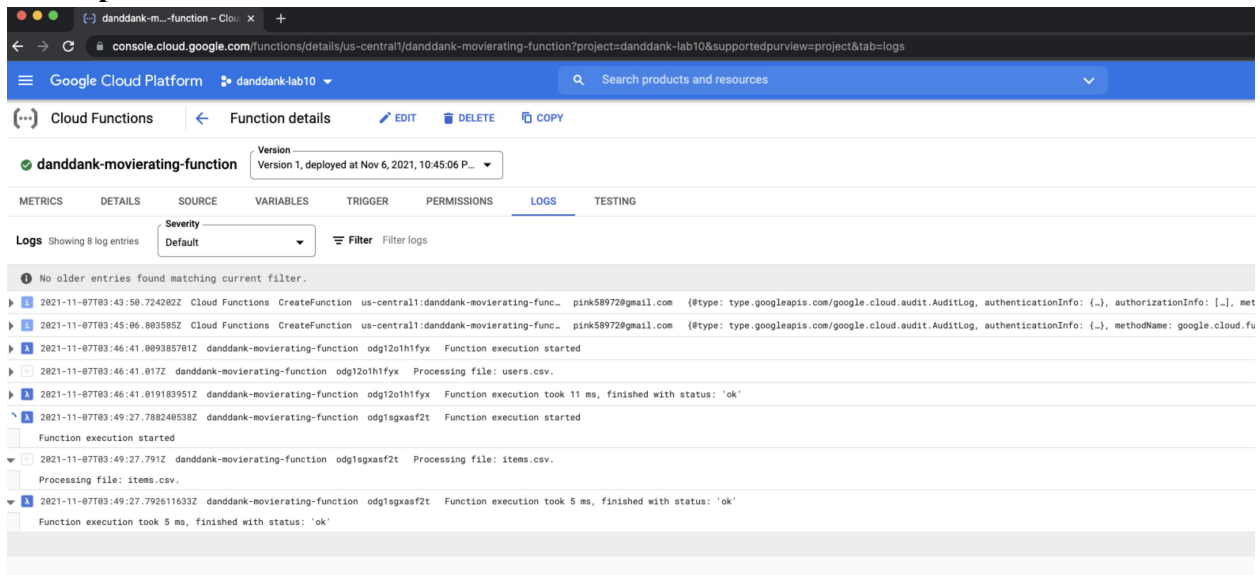 danddank-m...-function – Clou
console.cloud.google.com/functions/details/us-central1/danddank-movierating-function?project=danddank-lab10&supportedpurview=project&tab=logs
Google Cloud Platform danddank-lab10 Search products and resources
Cloud Functions Function details EDIT DELETE COPY
danddank-movierating-function Version
Version 1, deployed at Nov 6, 2021, 10:45:06 P...
METRICS DETAILS SOURCE VARIABLES TRIGGER PERMISSIONS LOGS TESTING
Severity
Logs Showing 8 log entries Default Filter Filter logs
No older entries found matching current filter.
2021-11-07T03:43:50.724202Z Cloud Functions CreateFunction us-central1:danddank-movierating-func… pink58972@gmail.com {@type: type.googleapis.com/google.cloud.audit.AuditLog, authenticationInfo: {…}, authorizationInfo: […], met
2021-11-07T03:45:06.803585Z Cloud Functions CreateFunction us-central1:danddank-movierating-func… pink58972@gmail.com {@type: type.googleapis.com/google.cloud.audit.AuditLog, authenticationInfo: {…}, methodName: google.cloud.fu
2021-11-07T03:46:41.009385701Z danddank-movierating-function odg12o1h1fyx Function execution started
2021-11-07T03:46:41.017Z danddank-movierating-function odg12o1h1fyx Processing file: users.csv.
2021-11-07T03:46:41.019183951Z danddank-movierating-function odg12o1h1fyx Function execution took 11 ms, finished with status: 'ok'
2021-11-07T03:49:27.788240538Z danddank-movierating-function odg1sgxasf2t Function execution started
Function execution started
2021-11-07T03:49:27.791Z danddank-movierating-function odg1sgxasf2t Processing file: items.csv.
Processing file: items.csv.
2021-11-07T03:49:27.792611633Z danddank-movierating-function odg1sgxasf2t Function execution took 5 ms, finished with status: 'ok'
Function execution took 5 ms, finished with status: 'ok'